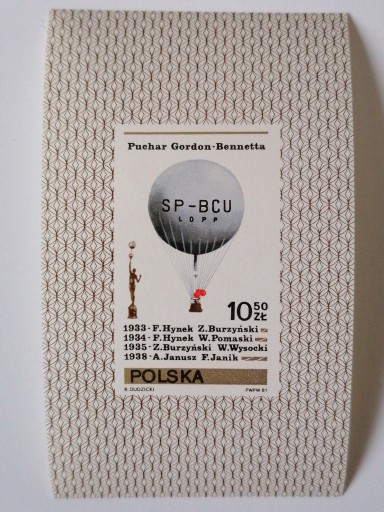 Puchar Gordon-Bennetta
SP-BCU
LOPP
10.50 ZŁ
1933-F.Hynek Z.Burzyński
1934-F.Hynek W.Pomaski
1935-Z.Burzyński W.Wysocki
1938-A.Janusz F.Janik
POLSKA
R. DUDZICKI PWPW 81